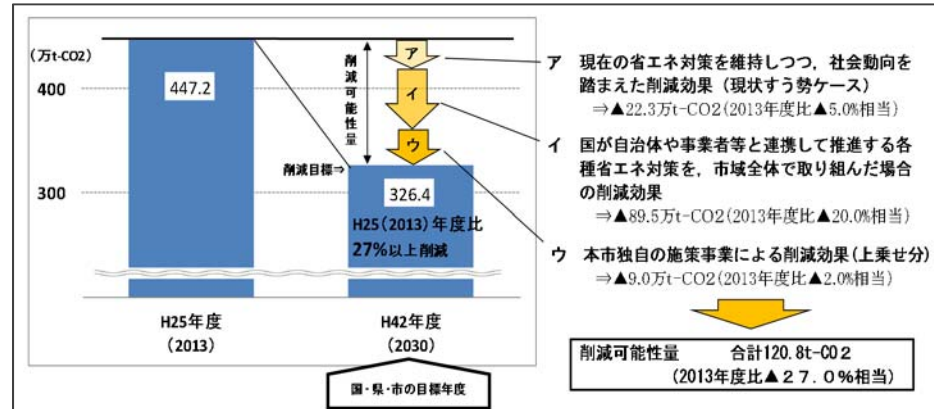 (万t-CO2)
400
300
447.2
削減可能性量
ア
イ
ウ
削減目標⇒
326.4
H25(2013)年度比
27%以上削減
H25年度
(2013)
H42年度
(2030)
国・県・市の目標年度
ア 現在の省エネ対策を維持しつつ，社会動向を
踏まえた削減効果（現状すう勢ケース）
⇒▲22.3万t-CO2(2013年度比▲5.0%相当)
イ 国が自治体や事業者等と連携して推進する各
種省エネ対策を，市域全体で取り組んだ場合
の削減効果
⇒▲89.5万t-CO2(2013年度比▲20.0%相当)
ウ 本市独自の施策事業による削減効果(上乗せ分)
⇒▲9.0万t-CO2(2013年度比▲2.0%相当)
削減可能性量 合計120.8t-CO2
(2013年度比▲２７．０%相当)